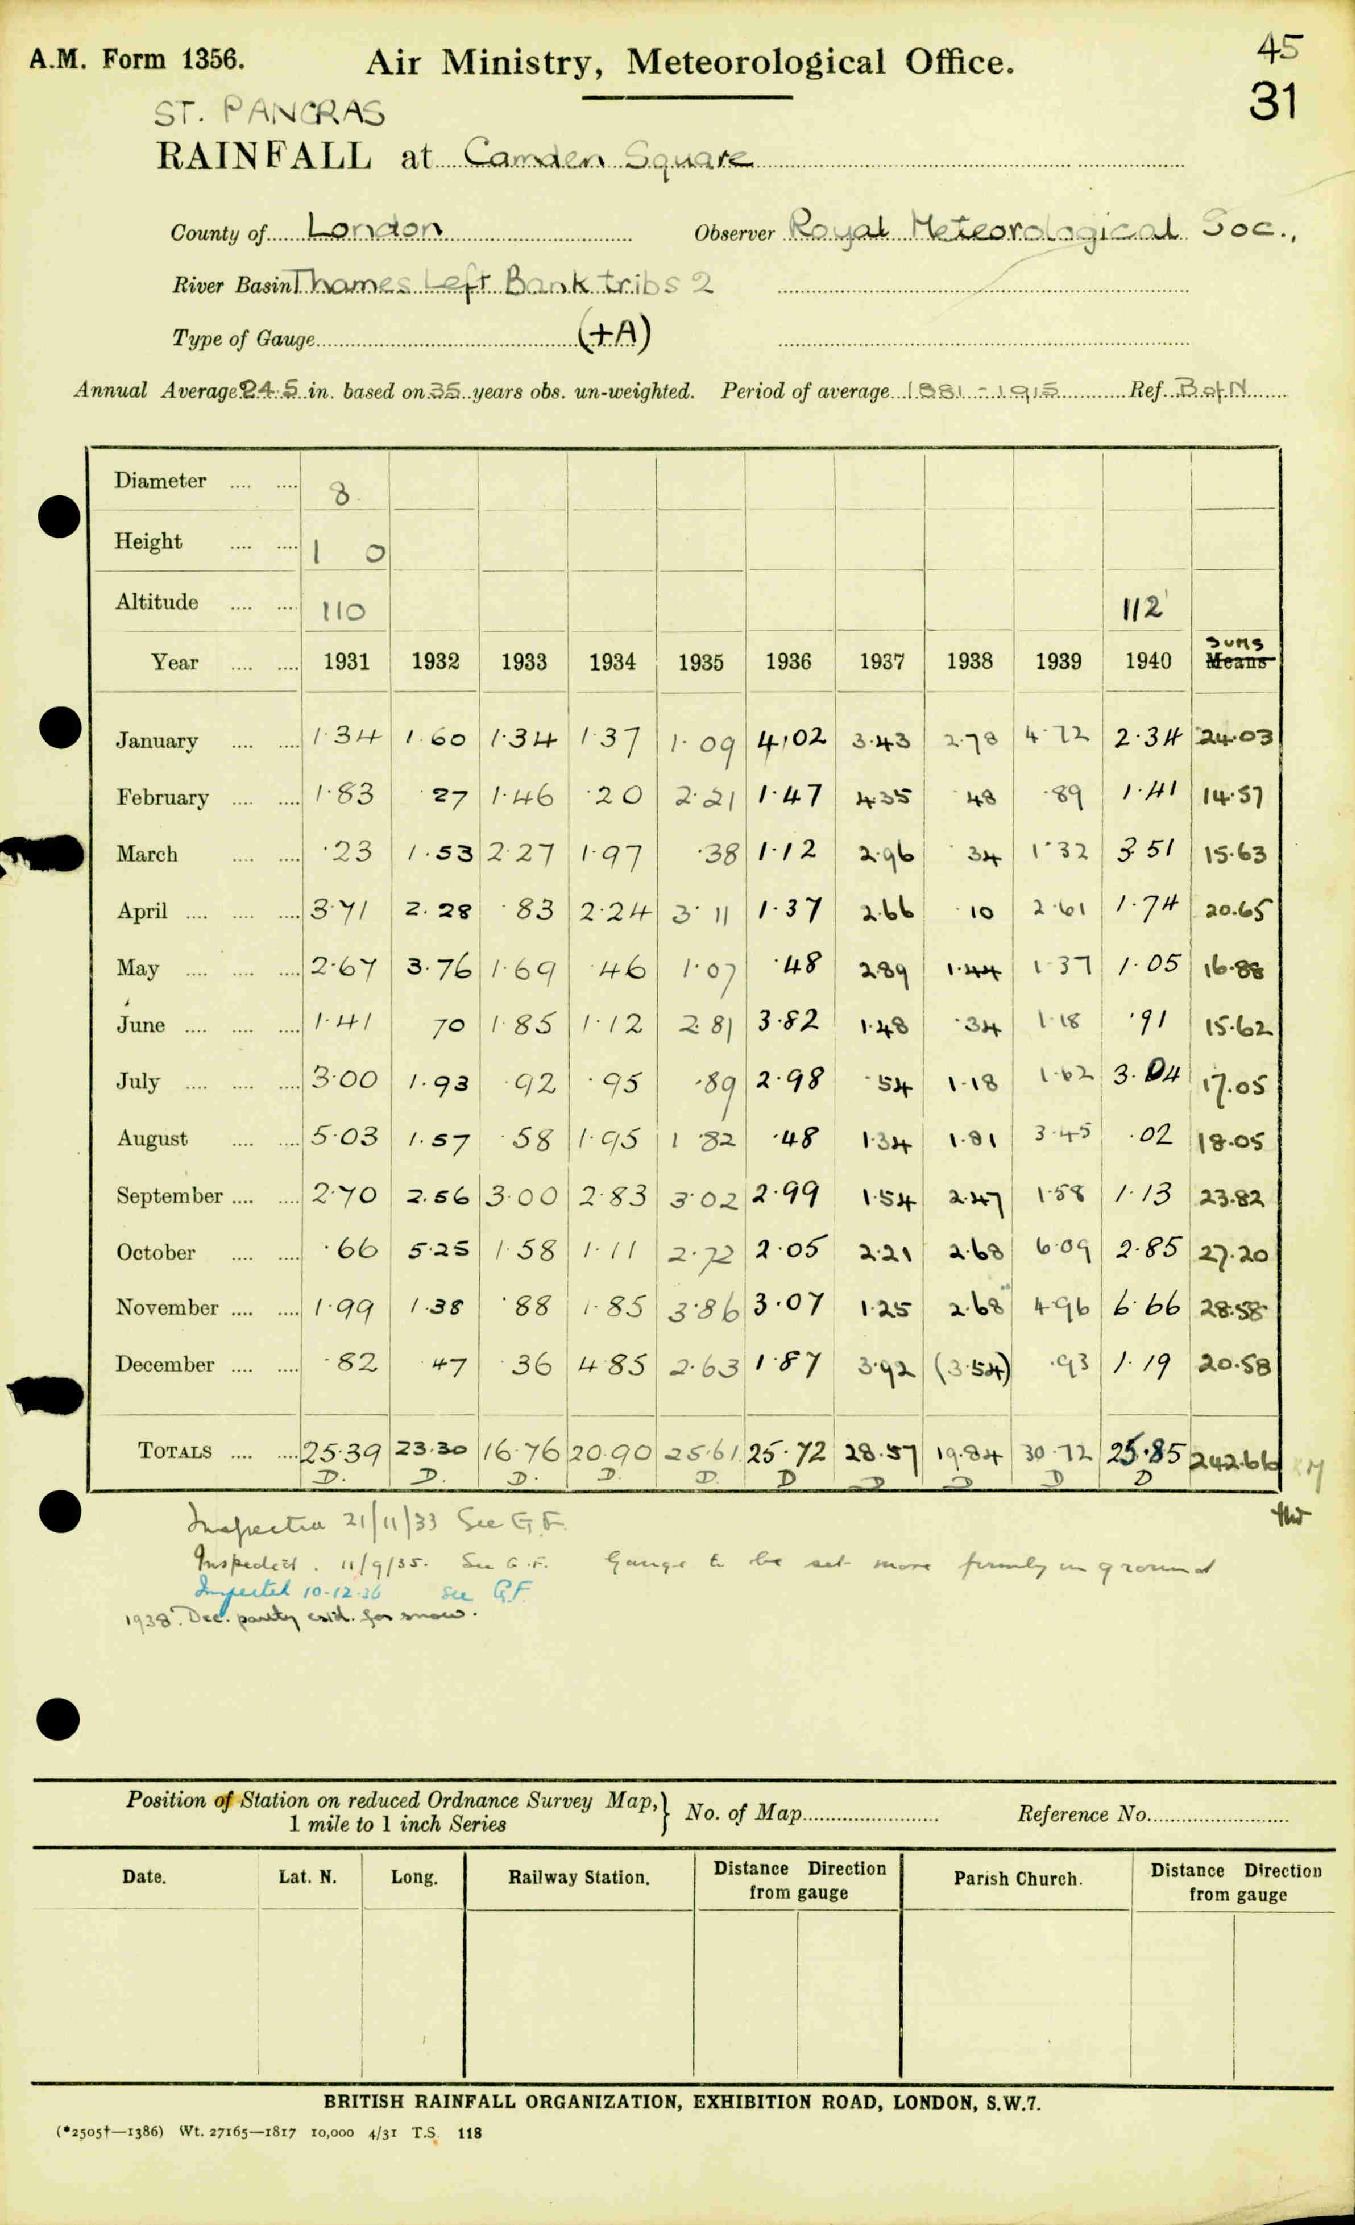 A.M. Form 1356. Air Ministry, Meteorological Office. 45
31
ST. PANCRAS
RAINFALL at Camden Square
County of London Observer Royal Meteorological Soc.,
River Basin Thames Left Bank tribs 2
Type of Gauge (+A)
Annual Average 24.5 in. based on 35 years obs. un-weighted. Period of average 1881-1915 Ref. B of N
Diameter 8
Height 1 0
Altitude 110 112'
Year 1931 1932 1933 1934 1935 1936 1937 1938 1939 1940 Sums Means
January 1.34 1.60 1.34 1.37 1.09 4.02 3.43 2.78 4.72 2.34 24.03
February 1.83 .27 1.46 .20 2.21 1.47 4.35 .48 .89 1.41 14.57
March .23 1.53 2.27 1.97 .38 1.12 2.96 .34 1.32 3.51 15.63
April 3.71 2.28 .83 2.24 3.11 1.37 2.66 .10 2.61 1.74 20.65
May 2.67 3.76 1.69 .46 1.07 .48 2.89 1.44 1.37 1.05 16.88
June 1.41 .70 1.85 1.12 2.81 3.82 1.48 .34 1.18 .91 15.62
July 3.00 1.93 .92 .95 .89 2.98 .54 1.18 1.62 3.04 17.05
August 5.03 1.57 .58 1.95 1.82 .48 1.34 1.81 3.45 .02 18.05
September 2.70 2.56 3.00 2.83 3.02 2.99 1.54 2.47 1.58 1.13 23.82
October .66 5.25 1.58 1.11 2.72 2.05 2.21 2.68 6.09 2.85 27.20
November 1.99 1.38 .88 1.85 3.86 3.07 1.25 2.68 4.96 6.66 28.58
December .82 .47 .36 4.85 2.63 1.87 3.92 (3.54) .93 1.19 20.58
TOTALS 25.39 23.30 16.76 20.90 25.61 25.72 28.57 19.84 30.72 25.85 242.66
D. D. D. D. D. D D D D D
Inspected 21/11/33 See G.F.
Inspected. 11/9/35. See G.F. Gauge to be set more firmly in ground
Inspected 10-12-36 see G.F.
1938. Dec. partly estd. for snow.
Position of Station on reduced Ordnance Survey Map,} No. of Map Reference No.
1 mile to 1 inch Series
Date. Lat. N. Long. Railway Station. Distance Direction from gauge Parish Church. Distance Direction from gauge
BRITISH RAINFALL ORGANIZATION, EXHIBITION ROAD, LONDON, S.W.7.
(*2505†—1386) Wt. 27165—1817 10,000 4/31 T.S. 118